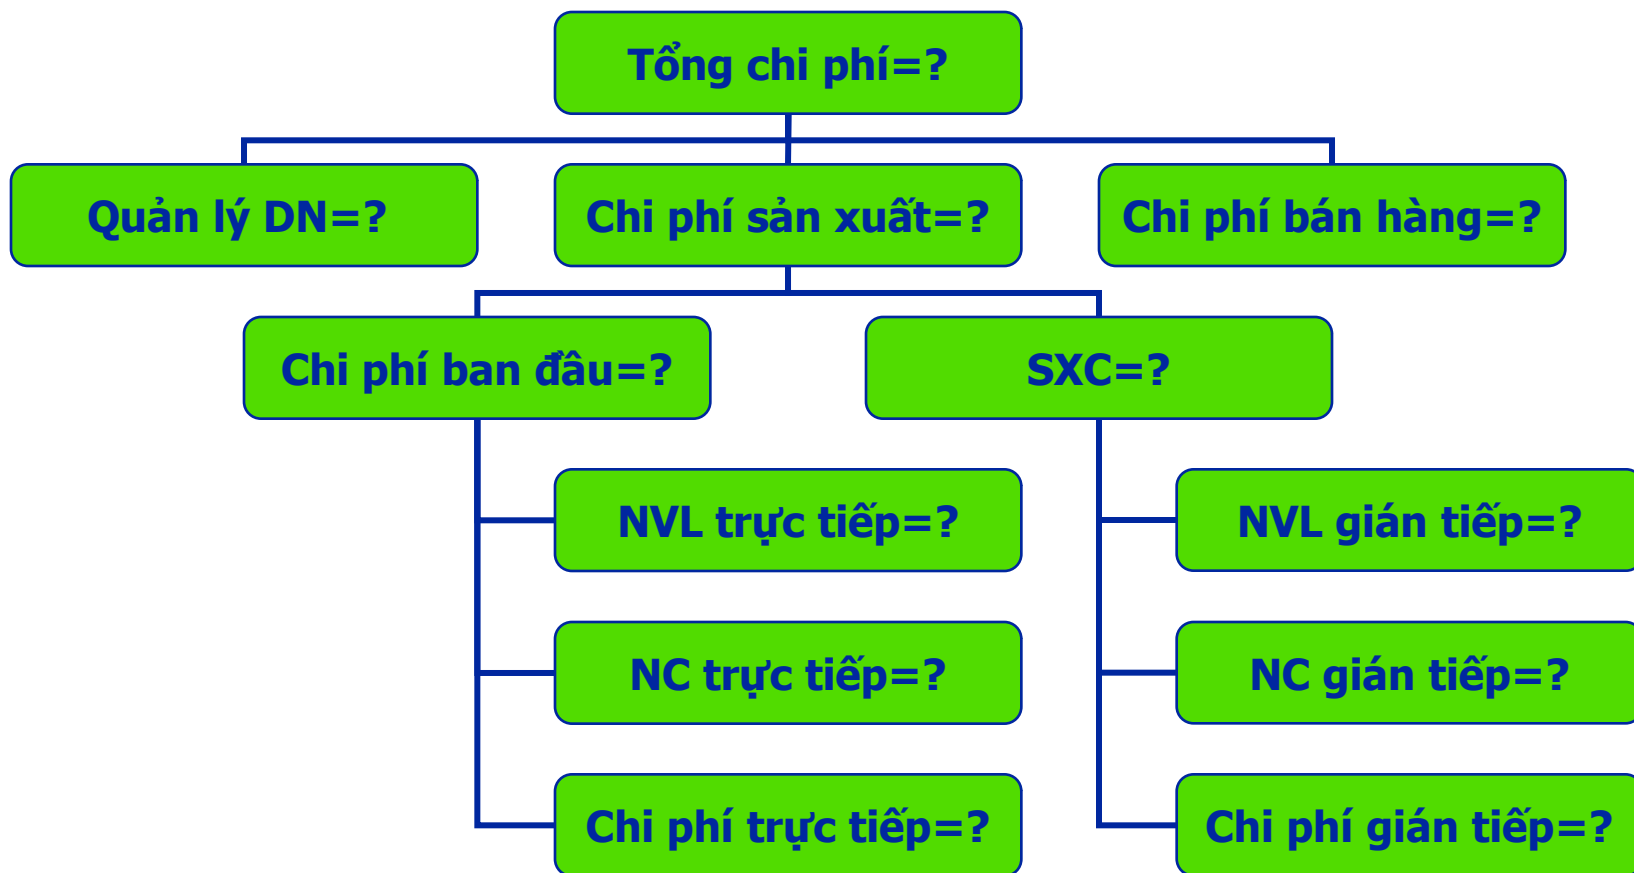 Tổng chi phí=?
Quản lý DN=?
Chi phí sản xuất=?
Chi phí bán hàng=?
Chi phí ban đầu=?
SXC=?
NVL trực tiếp=?
NVL gián tiếp=?
NC trực tiếp=?
NC gián tiếp=?
Chi phí trực tiếp=?
Chi phí gián tiếp=?